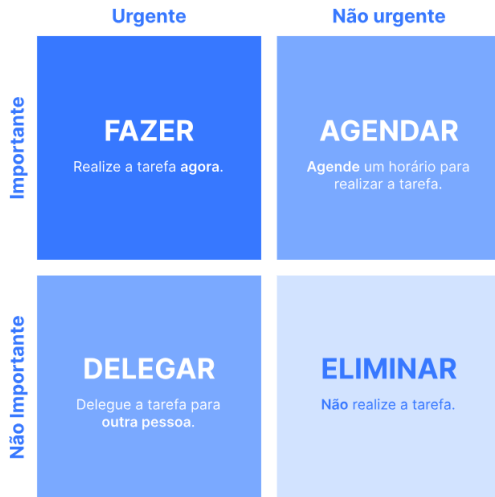 Urgente
Não urgente
Importante
FAZER
Realize a tarefa agora.
AGENDAR
Agende um horário para
realizar a tarefa.
Não Importante
DELEGAR
Delegue a tarefa para
outra pessoa.
ELIMINAR
Não realize a tarefa.